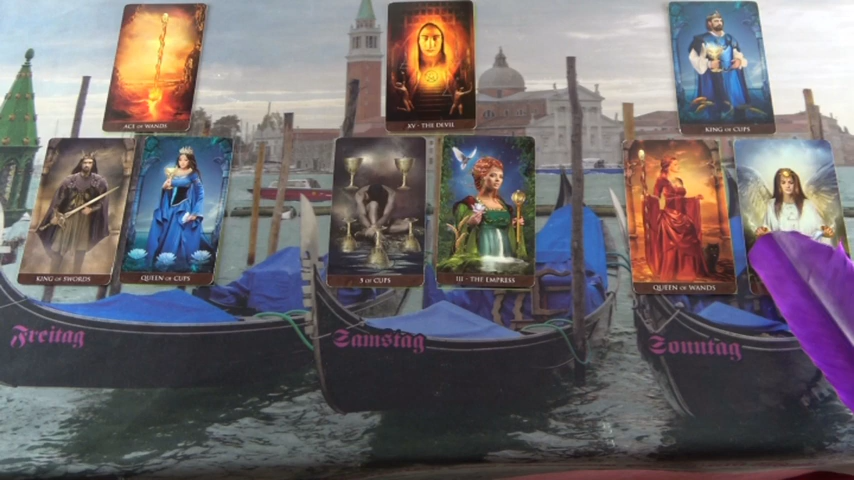 ACE OF WANDS
XV - THE DEVIL
KING OF CUPS
KING OF SWORDS
QUEEN OF CUPS
5 OF CUPS
III - THE EMPRESS
QUEEN OF WANDS
Freitag
Samstag
Sonntag